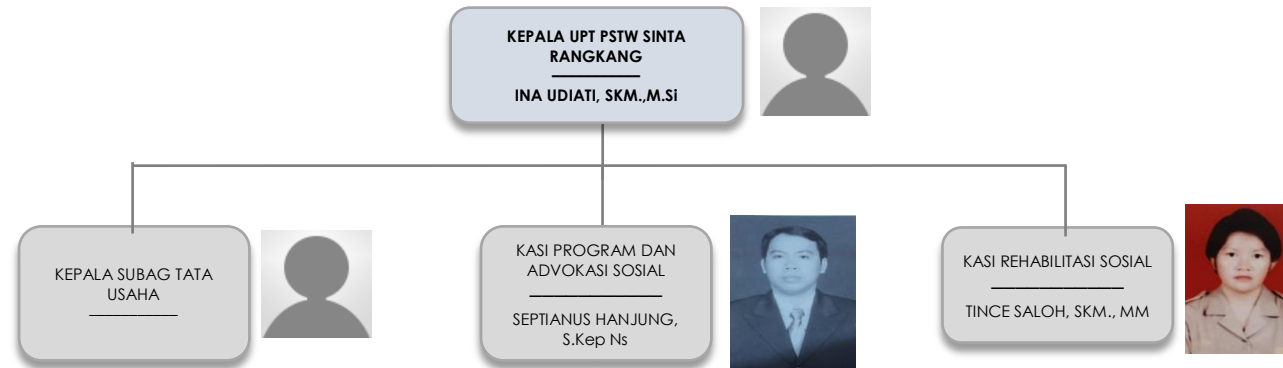 KEPALA UPT PSTW SINTA
RANGKANG
INA UDIATI, SKM.,M.Si
KEPALA SUBAG TATA
USAHA
KASI PROGRAM DAN
ADVOKASI SOSIAL
SEPTIANUS HANJUNG,
S.Kep Ns
KASI REHABILITASI SOSIAL
TINCE SALOH, SKM., MM